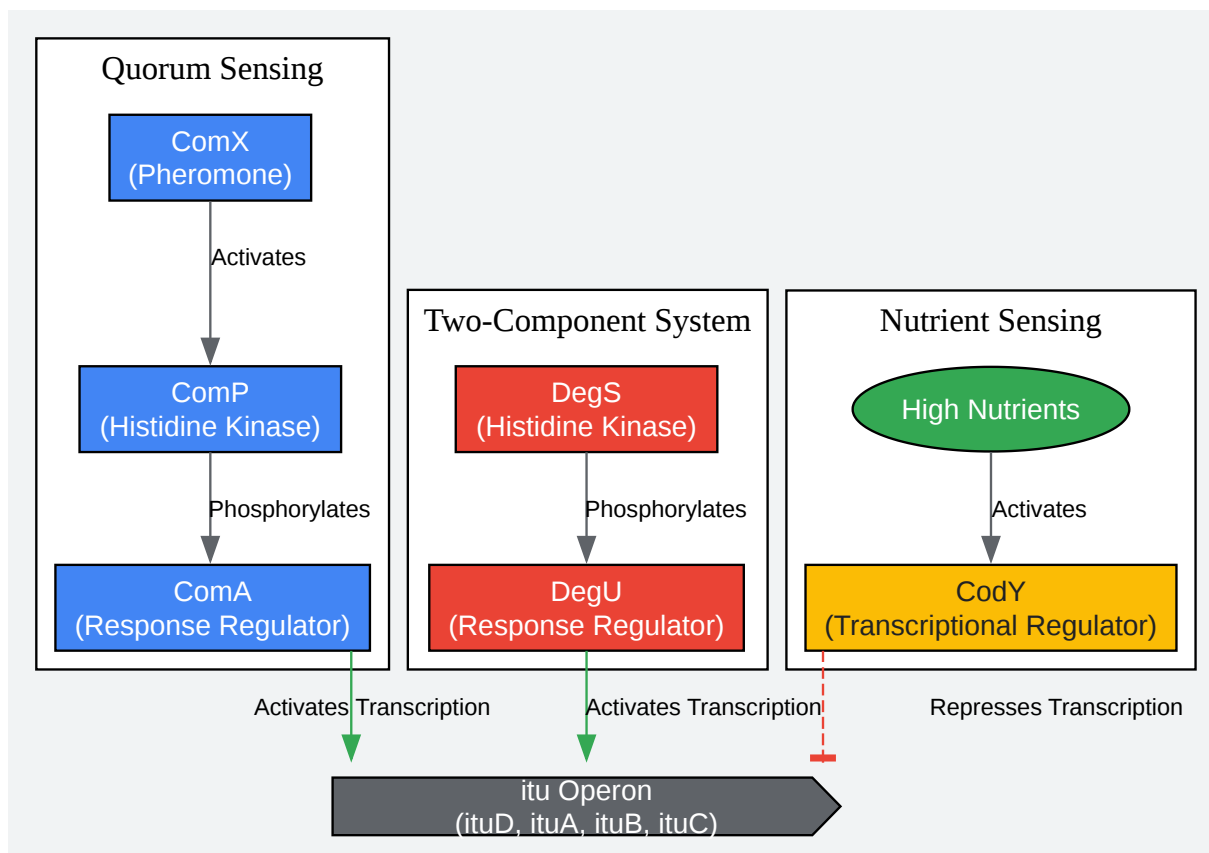 Quorum Sensing
ComX
(Pheromone)
Activates
ComP
(Histidine Kinase)
Phosphorylates
ComA
(Response Regulator)
Activates Transcription
Two-Component System
DegS
(Histidine Kinase)
Phosphorylates
DegU
(Response Regulator)
Activates Transcription
Nutrient Sensing
High Nutrients
Activates
CodY
(Transcriptional Regulator)
Represses Transcription
itu Operon
(ituD, ituA, ituB, ituC)